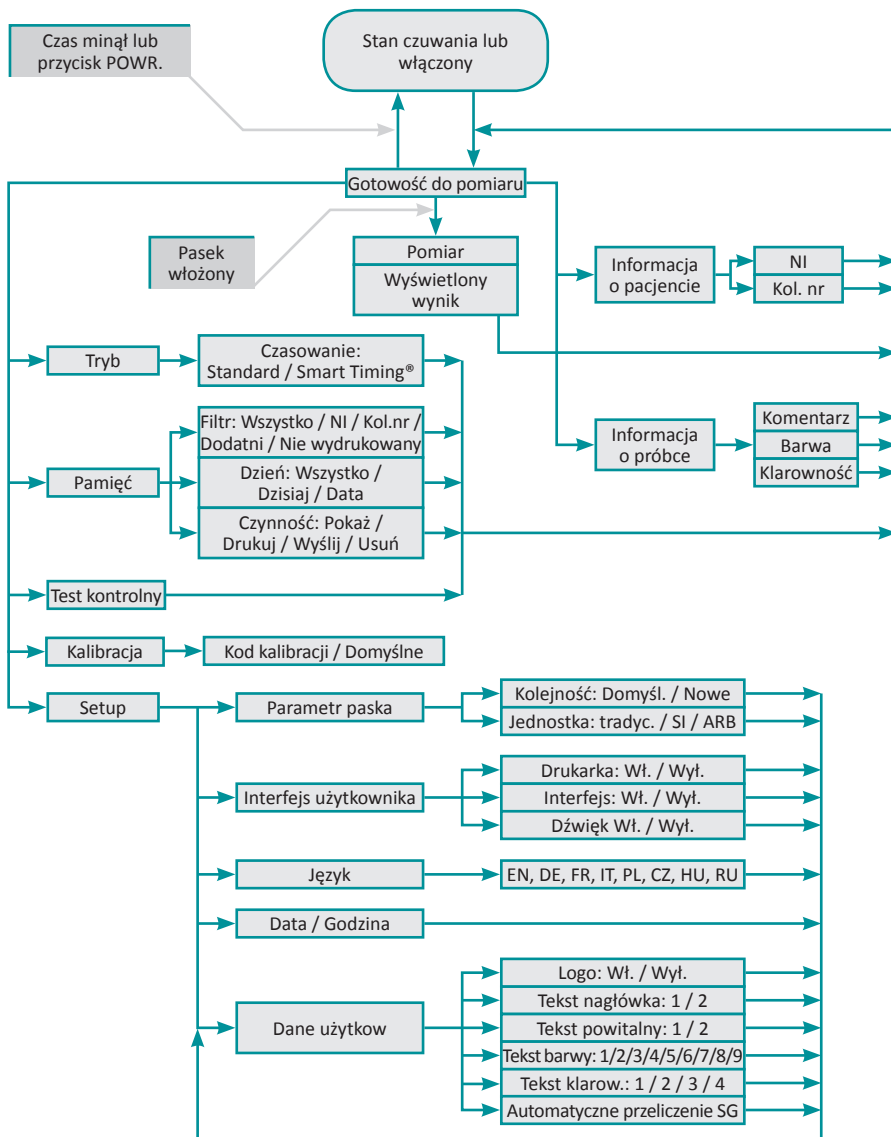 Czas minął lub
przycisk POWR.
Stan czuwania lub
włączony
Gotowość do pomiaru
Pasek
włożony
Pomiar
Wyświetlony
wynik
Informacja
o pacjencie
NI
Kol. nr
Tryb
Czasowanie:
Standard / Smart Timing®
Informacja
o próbce
Komentarz
Barwa
Klarowność
Pamięć
Filtr: Wszystko / NI / Kol.nr /
Dodatni / Nie wydrukowany
Dzień: Wszystko /
Dzisiaj / Data
Czynność: Pokaż /
Drukuj / Wyślij / Usuń
Test kontrolny
Kalibracja
Kod kalibracji / Domyślne
Setup
Parametr paska
Kolejność: Domyśl. / Nowe
Jednostka: tradyc. / SI / ARB
Interfejs użytkownika
Drukarka: Wł. / Wył.
Interfejs: Wł. / Wył.
Dźwięk Wł. / Wył.
Język
EN, DE, FR, IT, PL, CZ, HU, RU
Data / Godzina
Dane użytkow
Logo: Wł. / Wył.
Tekst nagłówka: 1 / 2
Tekst powitalny: 1 / 2
Tekst barwy: 1/2/3/4/5/6/7/8/9
Tekst klarow.: 1 / 2 / 3 / 4
Automatyczne przeliczenie SG